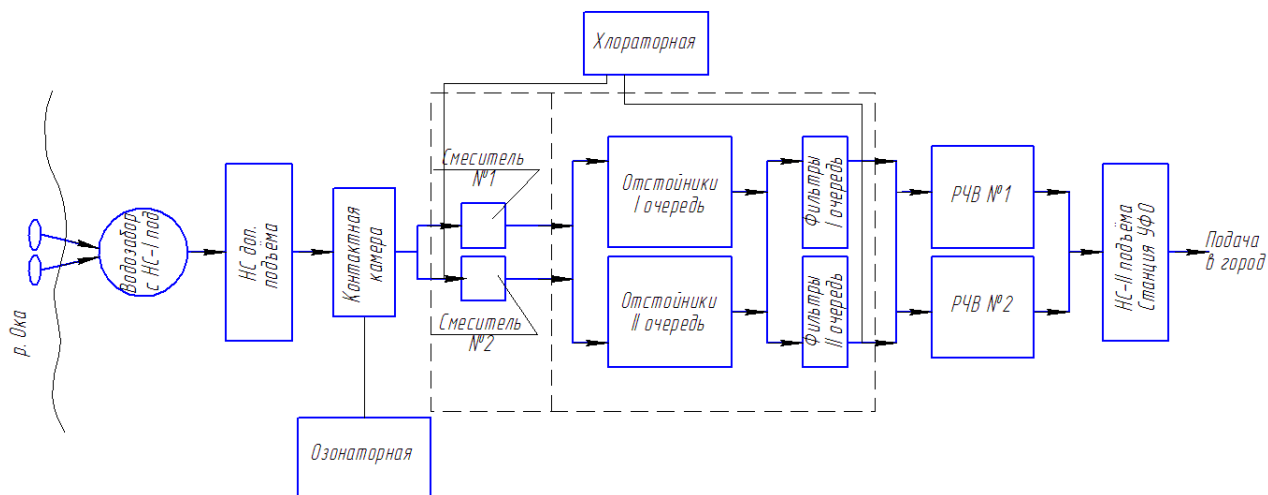 Хлораторная
Смеситель
№1
р. Ока
Водозабор
с НС-I под
НС доп.
подъёма
Контактная
камера
Отстойники
I очередь
Фильтры
I очередь
РЧВ №1
НС-II подъёма
Станция УФО
Подача
в город
Смеситель
№2
Отстойники
II очередь
Фильтры
II очередь
РЧВ №2
Озонаторная